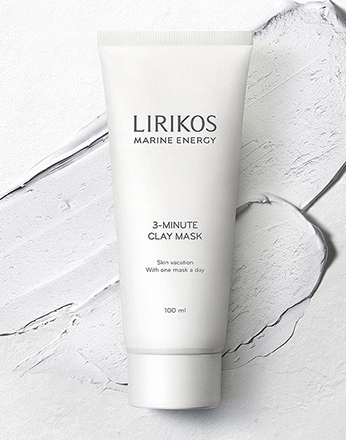 LIRIKOS
MARINE ENERGY
3-MINUTE
CLAY MASK
Skin vacation
With one mask a day
100 ml